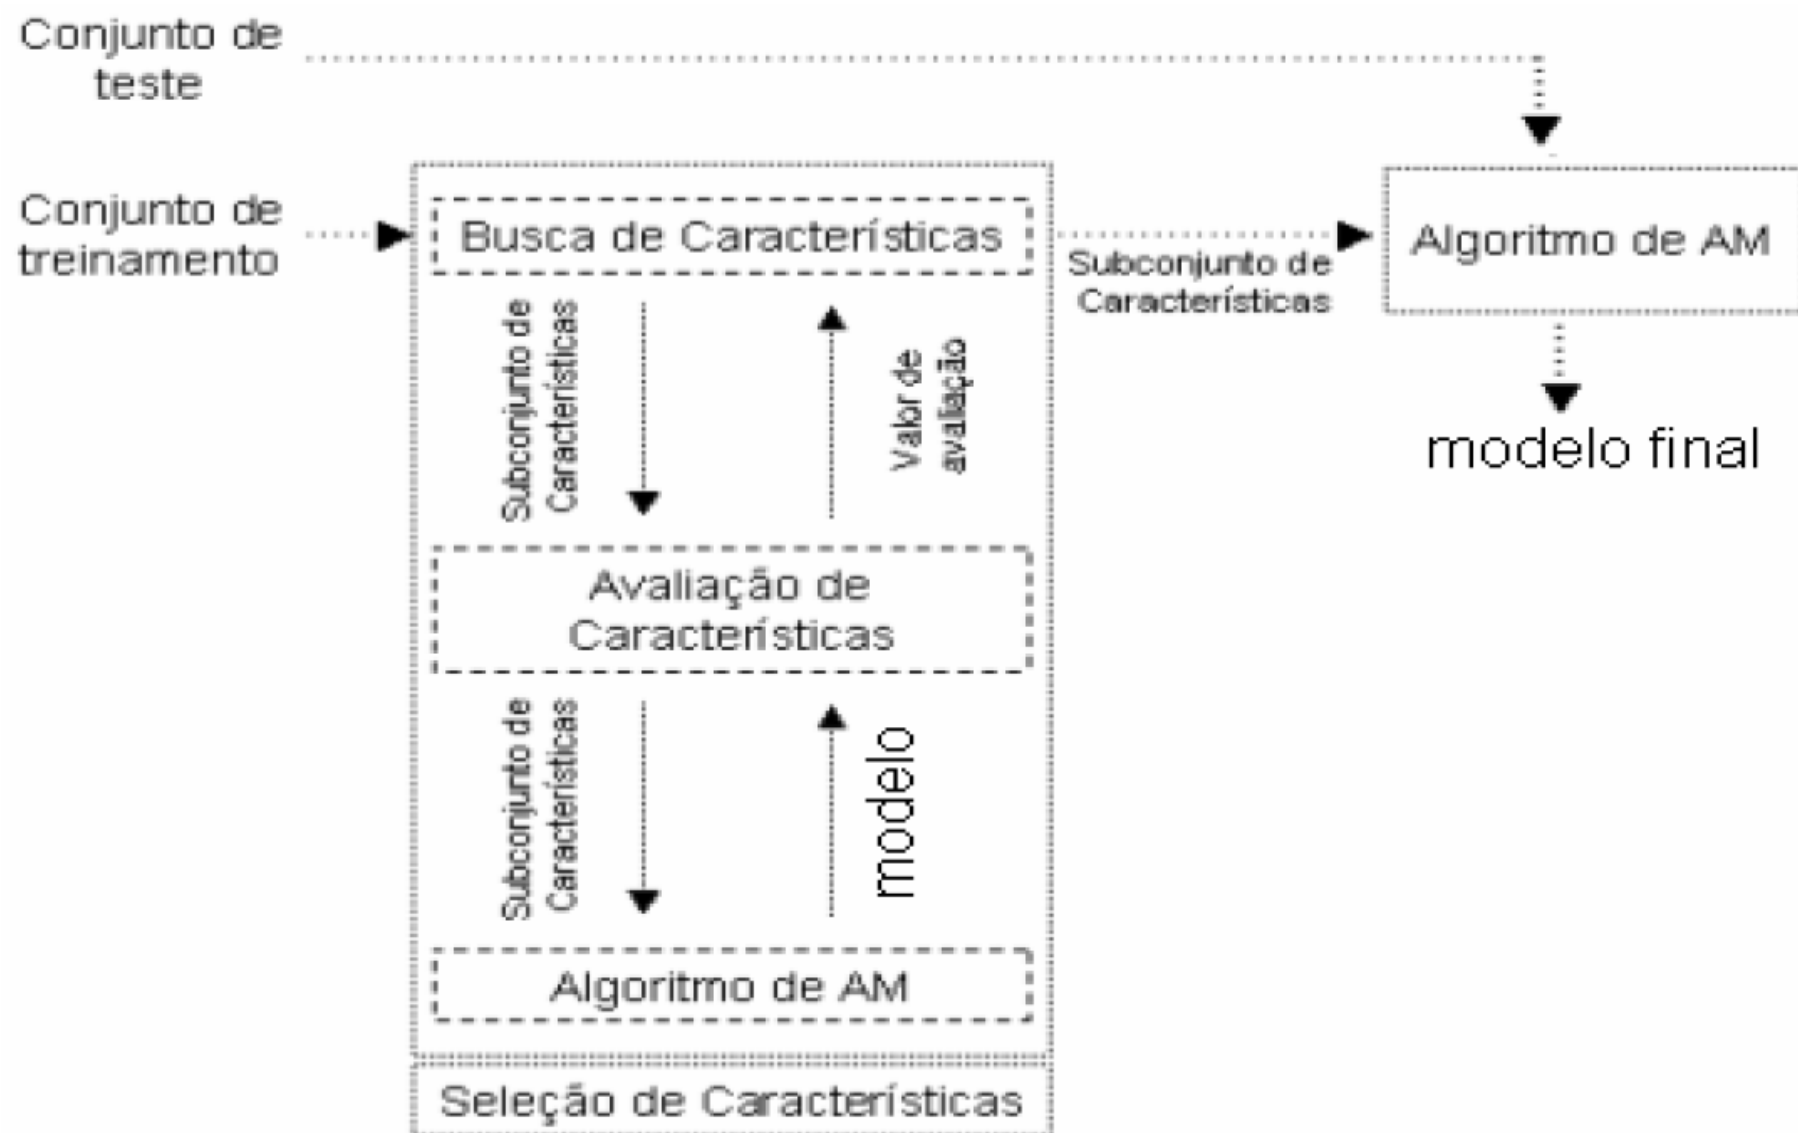 Conjunto de
teste
Conjunto de
treinamento
Busca de Características
Subconjunto de
Características
Algoritmo de AM
modelo final
Subconjunto de
Características
Valor de
avaliação
Avaliação de
Características
Subconjunto de
Características
modelo
Algoritmo de AM
Seleção de Características